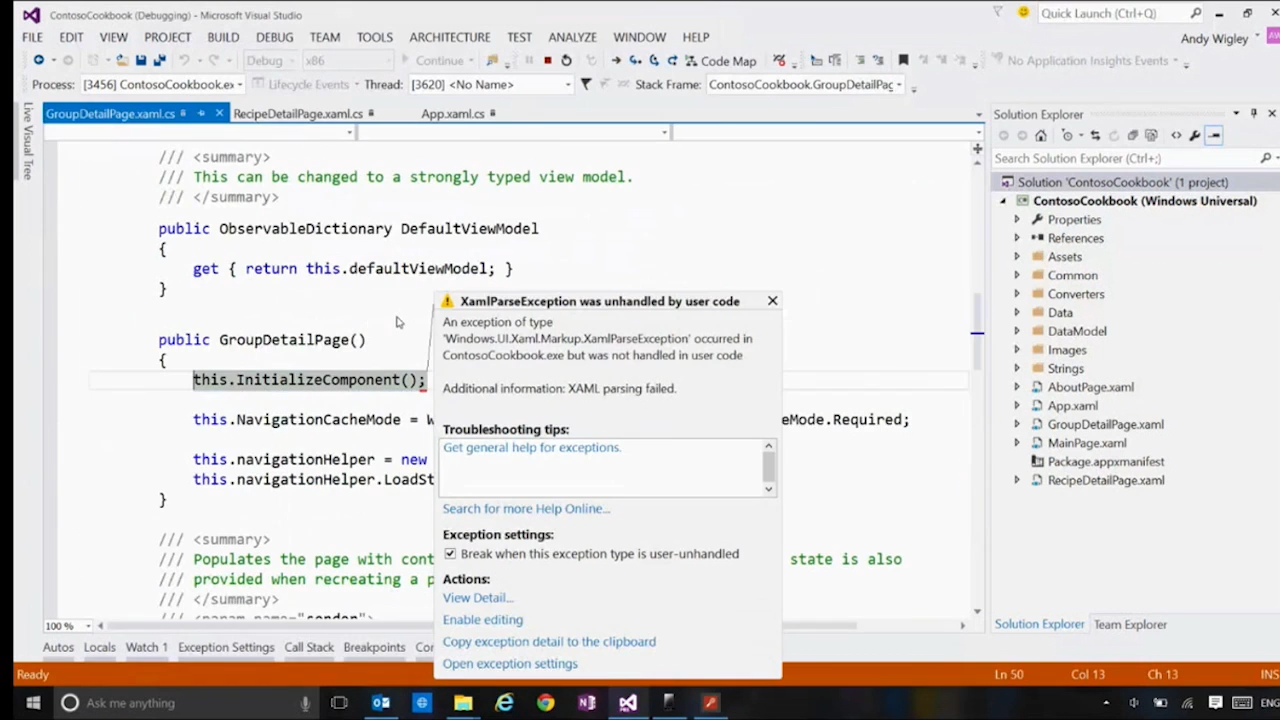 ContosoCookbook (Debugging) - Microsoft Visual Studio
Quick Launch (Ctrl+Q)
FILE EDIT VIEW PROJECT BUILD DEBUG TEAM TOOLS ARCHITECTURE TEST ANALYZE WINDOW HELP
Andy Wigley
Debug x86 Continue Code Map No Application Insights Events
Process: [3456] ContosoCookbook.ex Lifecycle Events Thread: [3620] <No Name> Stack Frame: ContosoCookbook.GroupDetailPag
Live Visual Tree
GroupDetailPage.xaml.cs RecipeDetailPage.xaml.cs App.xaml.cs
/// <summary>
/// This can be changed to a strongly typed view model.
/// </summary>
public ObservableDictionary DefaultViewModel
{
get { return this.defaultViewModel; }
}
public GroupDetailPage()
{
this.InitializeComponent();
this.NavigationCacheMode = W eMode.Required;
this.navigationHelper = new
this.navigationHelper.LoadSt
}
/// <summary>
/// Populates the page with cont state is also
/// provided when recreating a p
/// </summary>
/// <param name="sender">
XamlParseException was unhandled by user code
An exception of type
'Windows.UI.Xaml.Markup.XamlParseException' occurred in
ContosoCookbook.exe but was not handled in user code
Additional information: XAML parsing failed.
Troubleshooting tips:
Get general help for exceptions.
Search for more Help Online...
Exception settings:
Break when this exception type is user-unhandled
Actions:
View Detail...
Enable editing
Copy exception detail to the clipboard
Open exception settings
Solution Explorer
Search Solution Explorer (Ctrl+;)
Solution 'ContosoCookbook' (1 project)
ContosoCookbook (Windows Universal)
Properties
References
Assets
Common
Converters
Data
DataModel
Images
Strings
AboutPage.xaml
App.xaml
GroupDetailPage.xaml
MainPage.xaml
Package.appxmanifest
RecipeDetailPage.xaml
Solution Explorer Team Explorer
100 %
Autos Locals Watch 1 Exception Settings Call Stack Breakpoints Co
Ready Ln 50 Col 13 Ch 13 INS
Ask me anything ENG